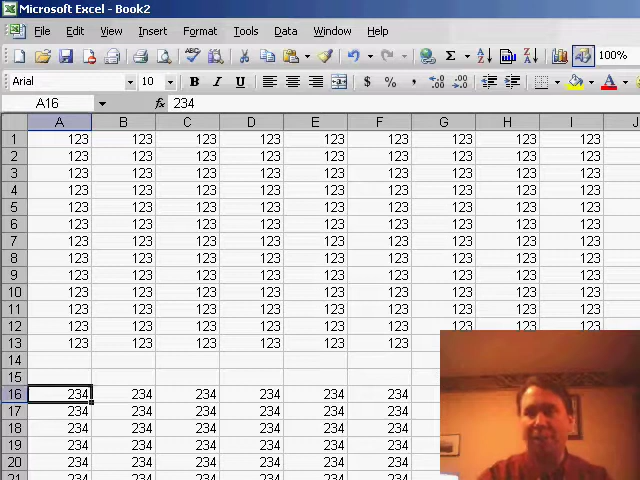 Microsoft Excel - Book2
File Edit View Insert Format Tools Data Window Help
Σ 100%
Arial 10 B I U $ % , A
A16 fx 234
A B C D E F G H I J
1 123 123 123 123 123 123 123 123 123
2 123 123 123 123 123 123 123 123 123
3 123 123 123 123 123 123 123 123 123
4 123 123 123 123 123 123 123 123 123
5 123 123 123 123 123 123 123 123 123
6 123 123 123 123 123 123 123 123 123
7 123 123 123 123 123 123 123 123 123
8 123 123 123 123 123 123 123 123 123
9 123 123 123 123 123 123 123 123 123
10 123 123 123 123 123 123 123 123 123
11 123 123 123 123 123 123 123 123 123
12 123 123 123 123 123 123 123 123 123
13 123 123 123 123 123 123
14
15
16 234 234 234 234 234 234
17 234 234 234 234 234 234
18 234 234 234 234 234 234
19 234 234 234 234 234 234
20 234 234 234 234 234 234
21 234 234 234 234 234 234